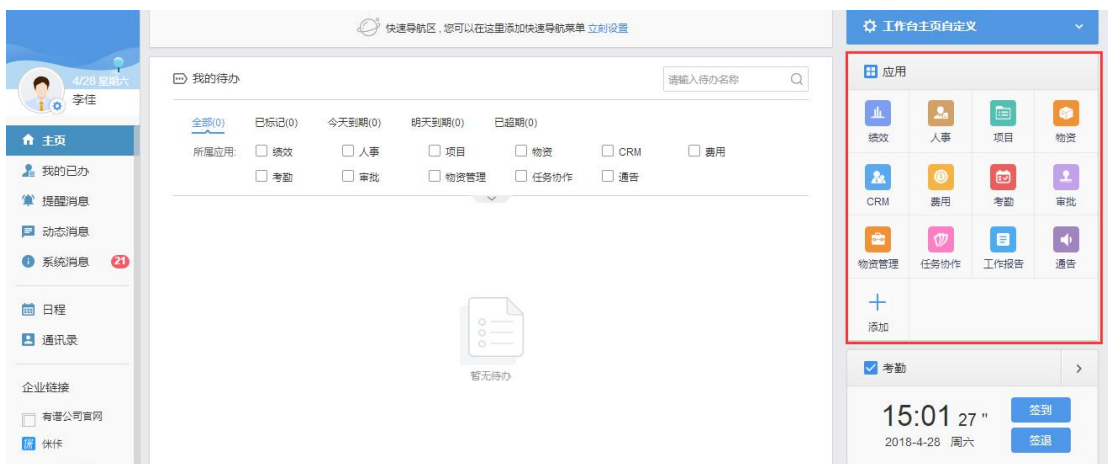 快速导航区，您可以在这里添加快速导航菜单 立刻设置
工作台主页自定义
4/28 星期六
李佳
主页
我的已办
提醒消息
动态消息
系统消息 21
日程
通讯录
企业链接
有谱公司官网
侎佧
我的待办
请输入待办名称
全部(0) 已标记(0) 今天到期(0) 明天到期(0) 已超期(0)
所属应用: 绩效 人事 项目 物资 CRM 费用
考勤 审批 物资管理 任务协作 通告
暂无待办
应用
绩效 人事 项目 物资
CRM 费用 考勤 审批
物资管理 任务协作 工作报告 通告
添加
考勤
15:01 27 " 签到
2018-4-28 周六 签退